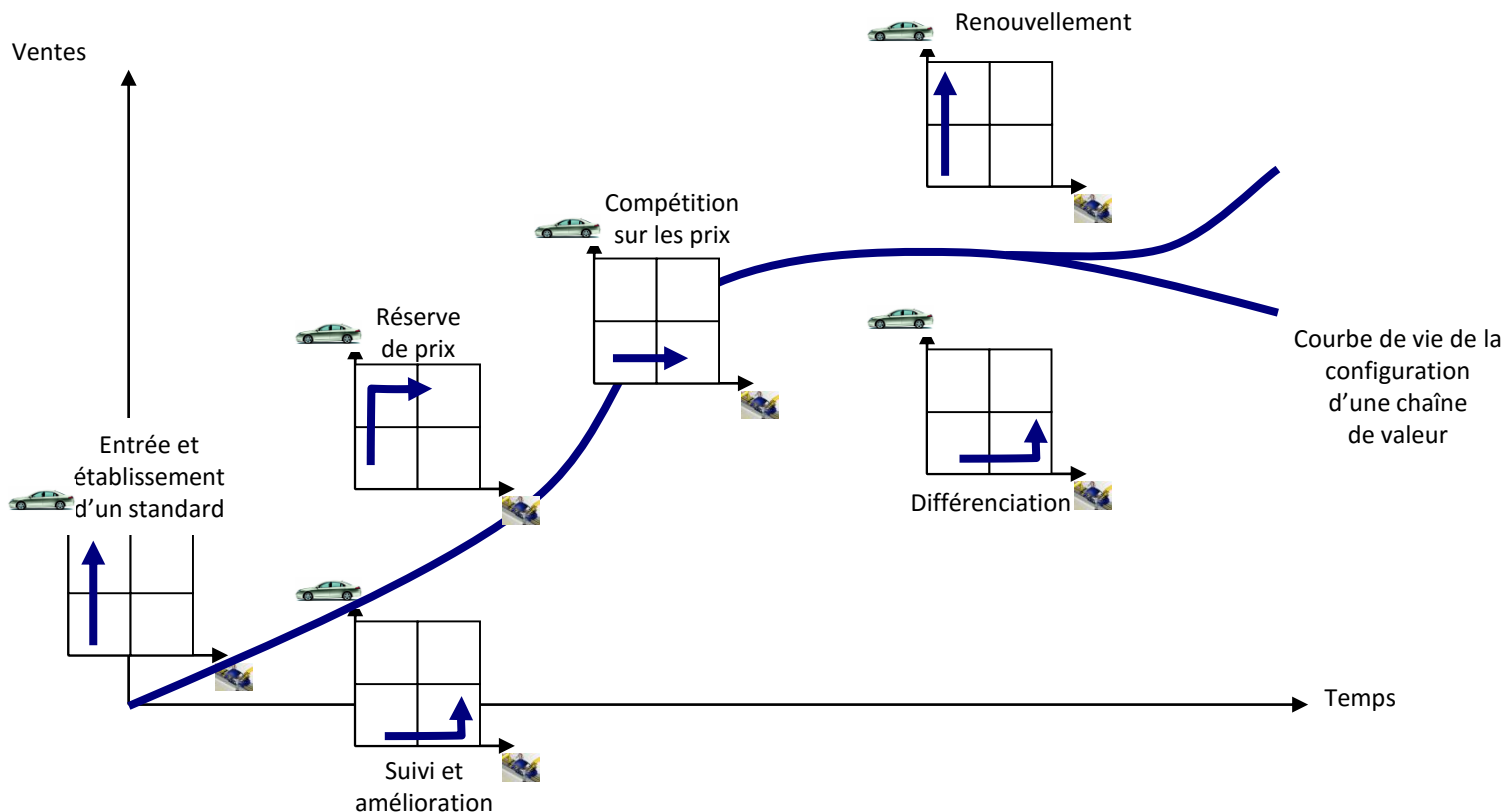 Ventes
Renouvellement
Compétition
sur les prix
Réserve
de prix
Courbe de vie de la
configuration
d’une chaîne
de valeur
Entrée et
établissement
d’un standard
Différenciation
Temps
Suivi et
amélioration